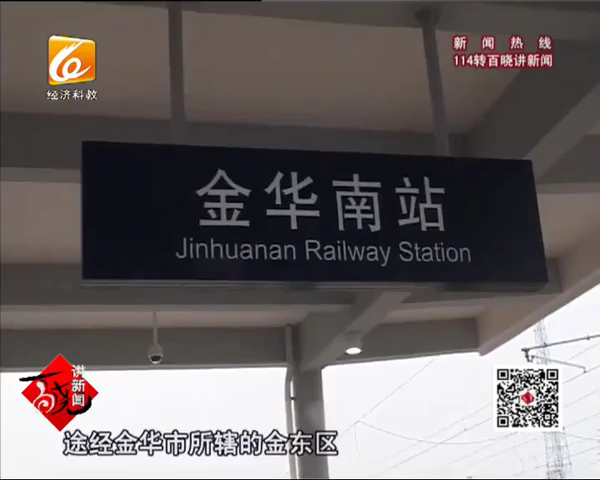 经济科教
新闻热线
114转百晓讲新闻
金华南站
Jinhuanan Railway Station
百晓
讲新闻
途经金华市所辖的金东区